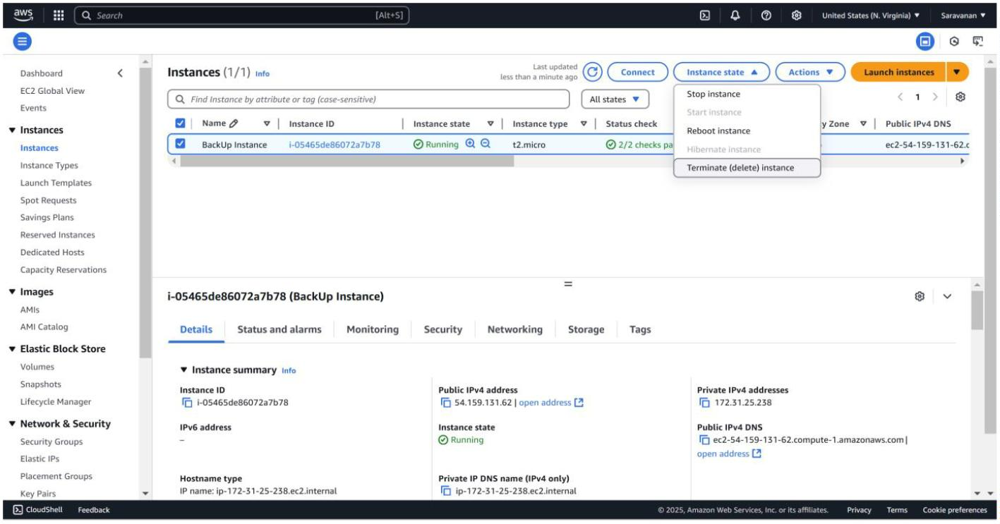 aws Search [Alt+S] United States (N. Virginia) Saravanan
Dashboard
EC2 Global View
Events
Instances
Instances
Instance Types
Launch Templates
Spot Requests
Savings Plans
Reserved Instances
Dedicated Hosts
Capacity Reservations
Images
AMIs
AMI Catalog
Elastic Block Store
Volumes
Snapshots
Lifecycle Manager
Network & Security
Security Groups
Elastic IPs
Placement Groups
Key Pairs
Instances (1/1) Info
Last updated
less than a minute ago
Connect Instance state Actions Launch instances
Find Instance by attribute or tag (case-sensitive) All states 1
Stop instance
Start instance
Reboot instance
Hibernate instance
Terminate (delete) instance
Name Instance ID Instance state Instance type Status check y Zone Public IPv4 DNS
BackUp Instance i-05465de86072a7b78 Running t2.micro 2/2 checks pa ec2-54-159-131-62.c
i-05465de86072a7b78 (BackUp Instance)
Details Status and alarms Monitoring Security Networking Storage Tags
Instance summary Info
Instance ID
i-05465de86072a7b78
Public IPv4 address
54.159.131.62 | open address
Private IPv4 addresses
172.31.25.238
IPv6 address
–
Instance state
Running
Public IPv4 DNS
ec2-54-159-131-62.compute-1.amazonaws.com |
open address
Hostname type
IP name: ip-172-31-25-238.ec2.internal
Private IP DNS name (IPv4 only)
ip-172-31-25-238.ec2.internal
CloudShell Feedback © 2025, Amazon Web Services, Inc. or its affiliates. Privacy Terms Cookie preferences